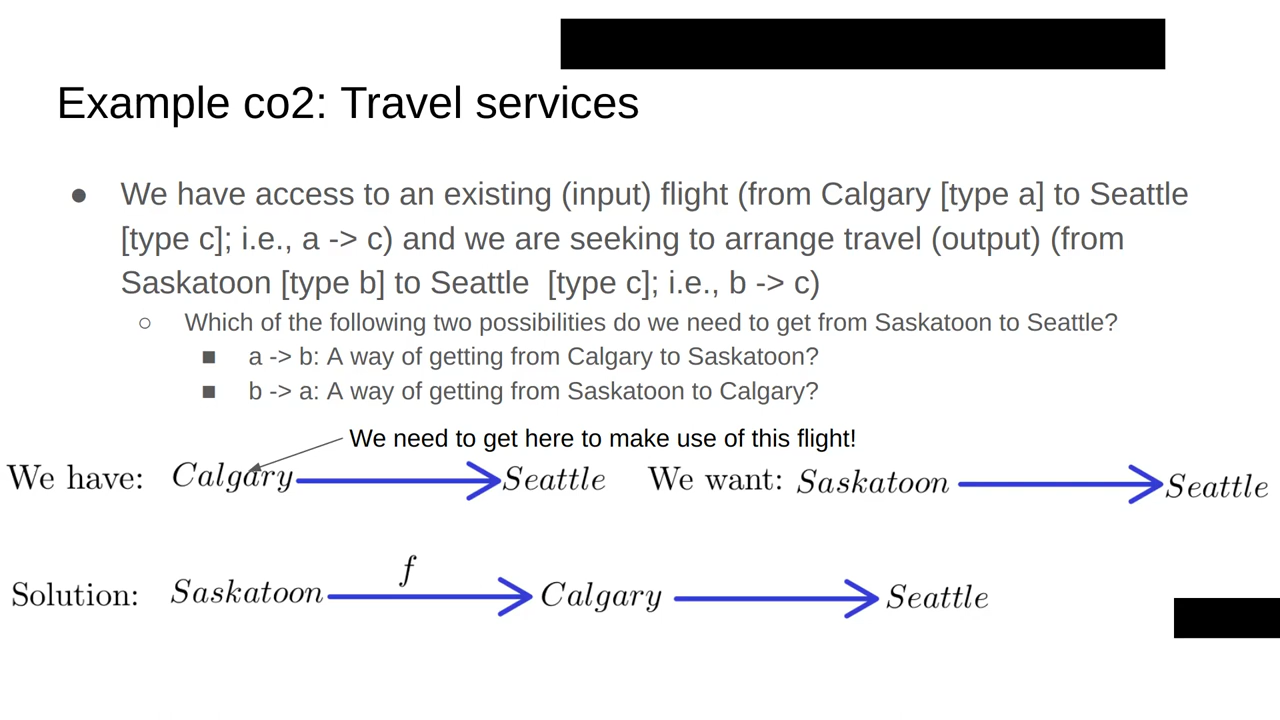 Example co2: Travel services
● We have access to an existing (input) flight (from Calgary [type a] to Seattle
[type c]; i.e., a -> c) and we are seeking to arrange travel (output) (from
Saskatoon [type b] to Seattle  [type c]; i.e., b -> c)
○ Which of the following two possibilities do we need to get from Saskatoon to Seattle?
■ a -> b: A way of getting from Calgary to Saskatoon?
■ b -> a: A way of getting from Saskatoon to Calgary?
We need to get here to make use of this flight!
We have: Calgary Seattle We want: Saskatoon Seattle
f
Solution: Saskatoon Calgary Seattle